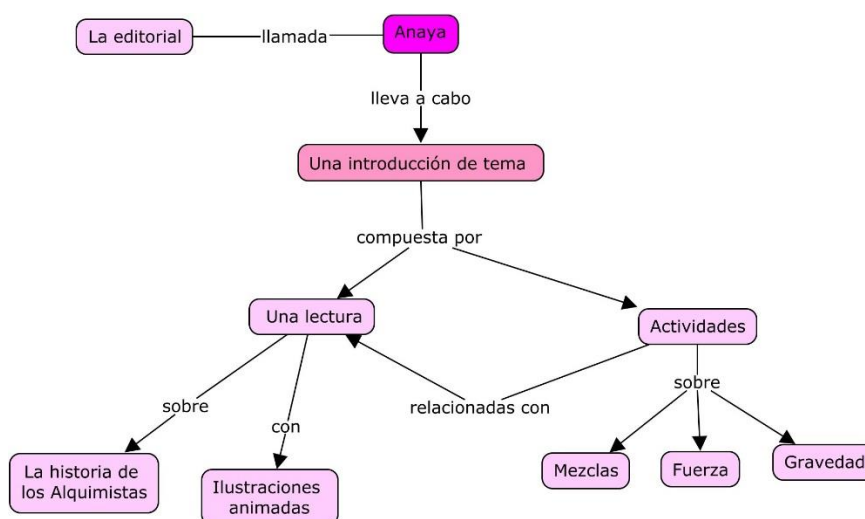 La editorial
llamada
Anaya
lleva a cabo
Una introducción de tema
compuesta por
Una lectura
Actividades
sobre
con
relacionadas con
sobre
La historia de
los Alquimistas
Ilustraciones
animadas
Mezclas
Fuerza
Gravedad